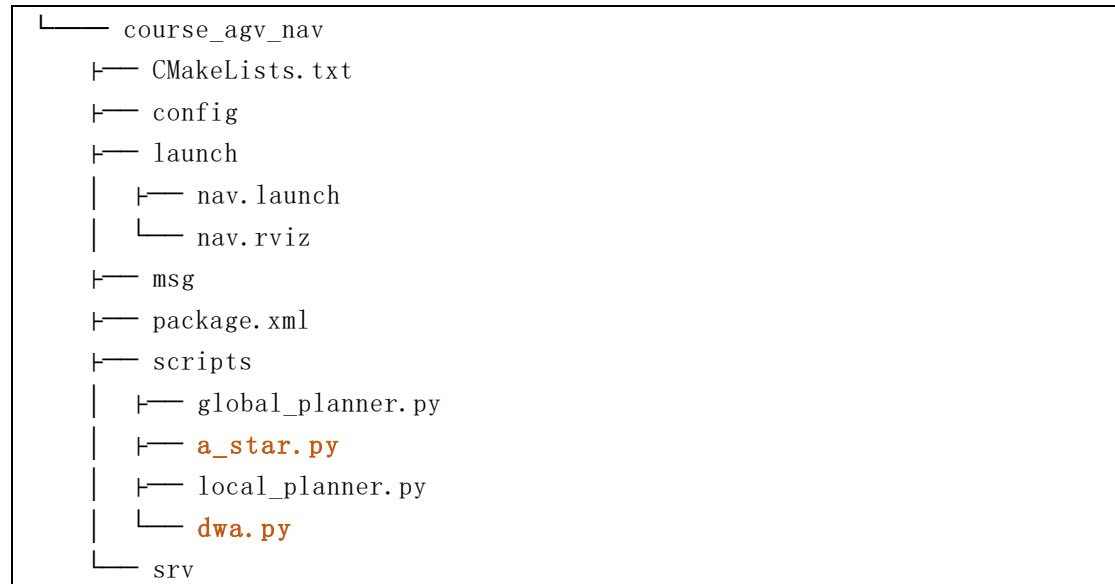 └── course_agv_nav
├── CMakeLists.txt
├── config
├── launch
│ ├── nav.launch
│ └── nav.rviz
├── msg
├── package.xml
├── scripts
│ ├── global_planner.py
│ ├── a_star.py
│ ├── local_planner.py
│ └── dwa.py
└── srv